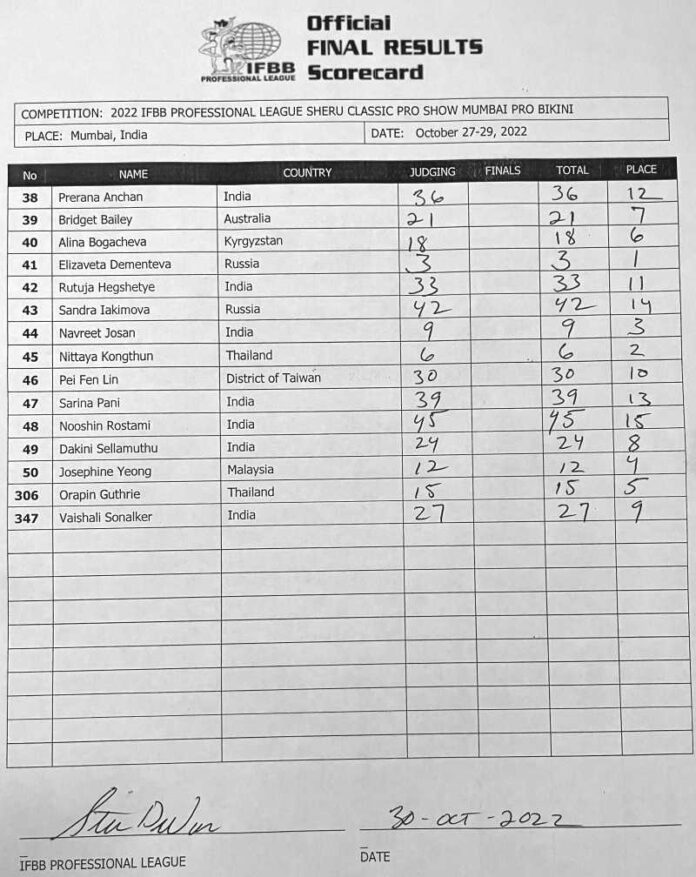 Official
FINAL RESULTS
Scorecard
IFBB
PROFESSIONAL LEAGUE
COMPETITION: 2022 IFBB PROFESSIONAL LEAGUE SHERU CLASSIC PRO SHOW MUMBAI PRO BIKINI
PLACE: Mumbai, India DATE: October 27-29, 2022
No NAME COUNTRY JUDGING FINALS TOTAL PLACE
38 Prerana Anchan India 36 36 12
39 Bridget Bailey Australia 21 21 7
40 Alina Bogacheva Kyrgyzstan 18 18 6
41 Elizaveta Dementeva Russia 3 3 1
42 Rutuja Hegshetye India 33 33 11
43 Sandra Iakimova Russia 42 42 14
44 Navreet Josan India 9 9 3
45 Nittaya Kongthun Thailand 6 6 2
46 Pei Fen Lin District of Taiwan 30 30 10
47 Sarina Pani India 39 39 13
48 Nooshin Rostami India 45 45 15
49 Dakini Sellamuthu India 24 24 8
50 Josephine Yeong Malaysia 12 12 4
306 Orapin Guthrie Thailand 15 15 5
347 Vaishali Sonalker India 27 27 9
30-OCT-2022
IFBB PROFESSIONAL LEAGUE DATE